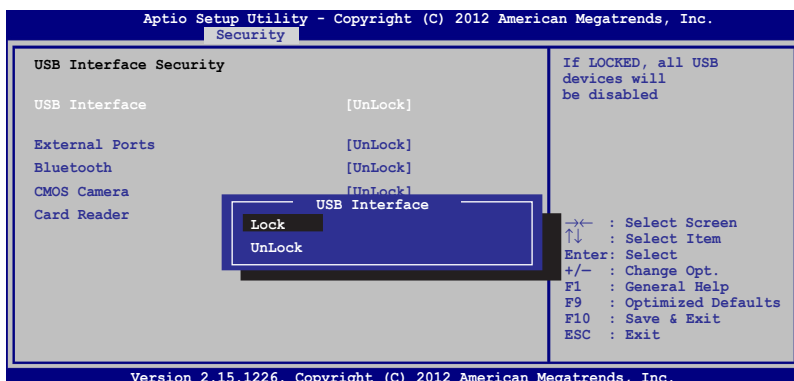 Aptio Setup Utility - Copyright (C) 2012 American Megatrends, Inc.
Security
USB Interface Security
USB Interface [UnLock]
External Ports [UnLock]
Bluetooth [UnLock]
CMOS Camera [UnLock]
Card Reader
USB Interface
Lock
UnLock
If LOCKED, all USB
devices will
be disabled
→← : Select Screen
↑↓ : Select Item
Enter: Select
+/— : Change Opt.
F1 : General Help
F9 : Optimized Defaults
F10 : Save & Exit
ESC : Exit
Version 2.15.1226. Copyright (C) 2012 American Megatrends, Inc.